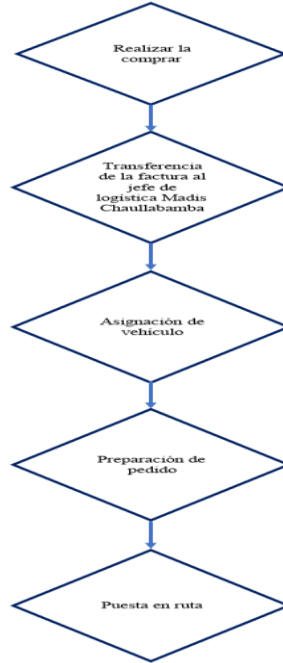 Realizar la
comprar
Transferencia
de la factura al
jefe de
logística Madis
Chaullabamba
Asignación de
vehículo
Preparación de
pedido
Puesta en ruta